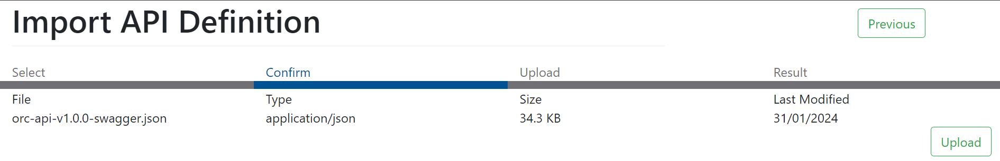 Import API Definition
Previous
Select Confirm Upload Result
File Type Size Last Modified
orc-api-v1.0.0-swagger.json application/json 34.3 KB 31/01/2024
Upload